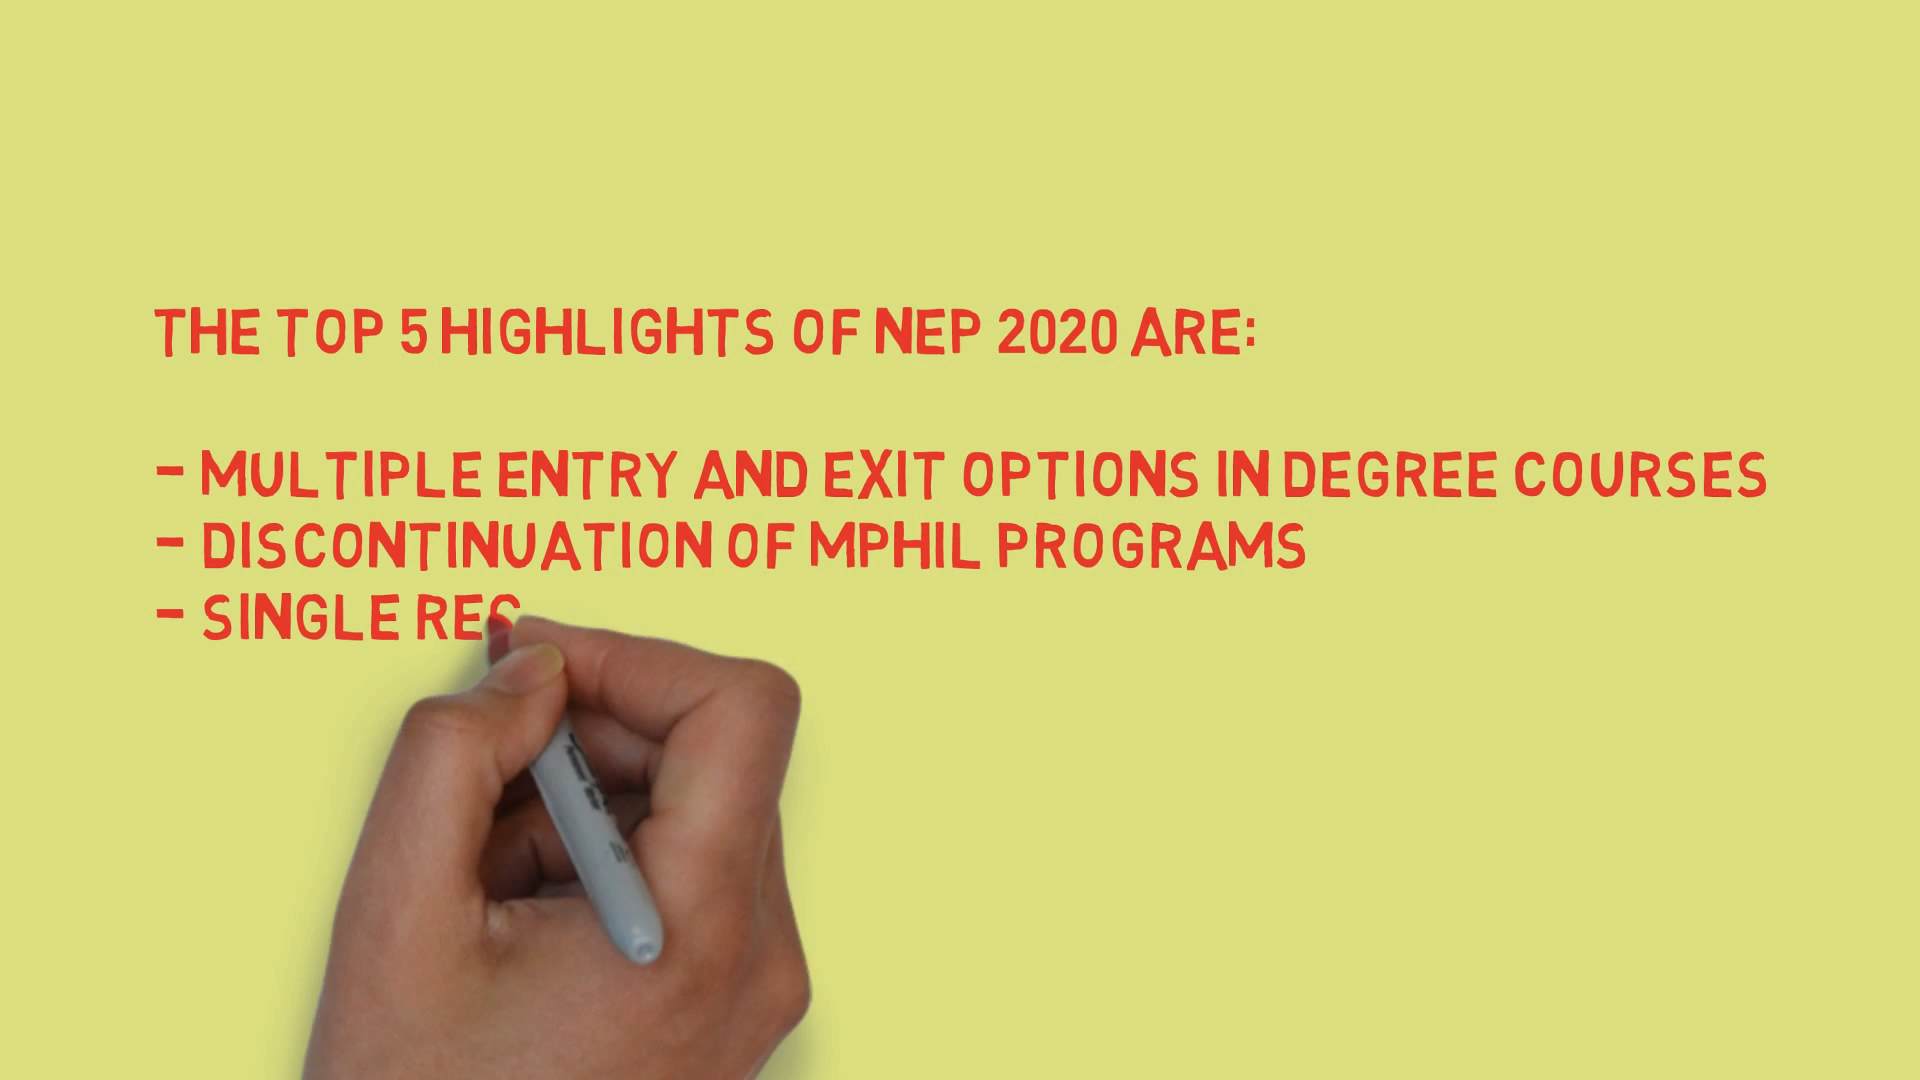 THE TOP 5 HIGHLIGHTS OF NEP 2020 ARE:
- MULTIPLE ENTRY AND EXIT OPTIONS IN DEGREE COURSES
- DISCONTINUATION OF MPHIL PROGRAMS
- SINGLE